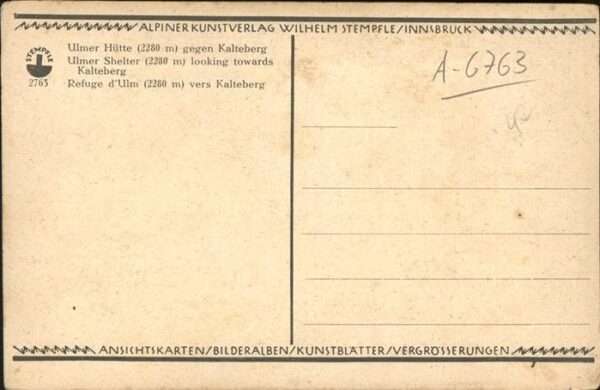 ALPINER KUNSTVERLAG WILHELM STEMPFLE/INNSBRUCK
STEMPFLE
2763
Ulmer Hütte (2280 m) gegen Kalteberg
Ulmer Shelter (2280 m) looking towards
Kalteberg
Refuge d'Ulm (2280 m) vers Kalteberg
A-6763
ANSICHTSKARTEN/BILDERALBEN/KUNSTBLÄTTER/VERGRÖSSERUNGEN